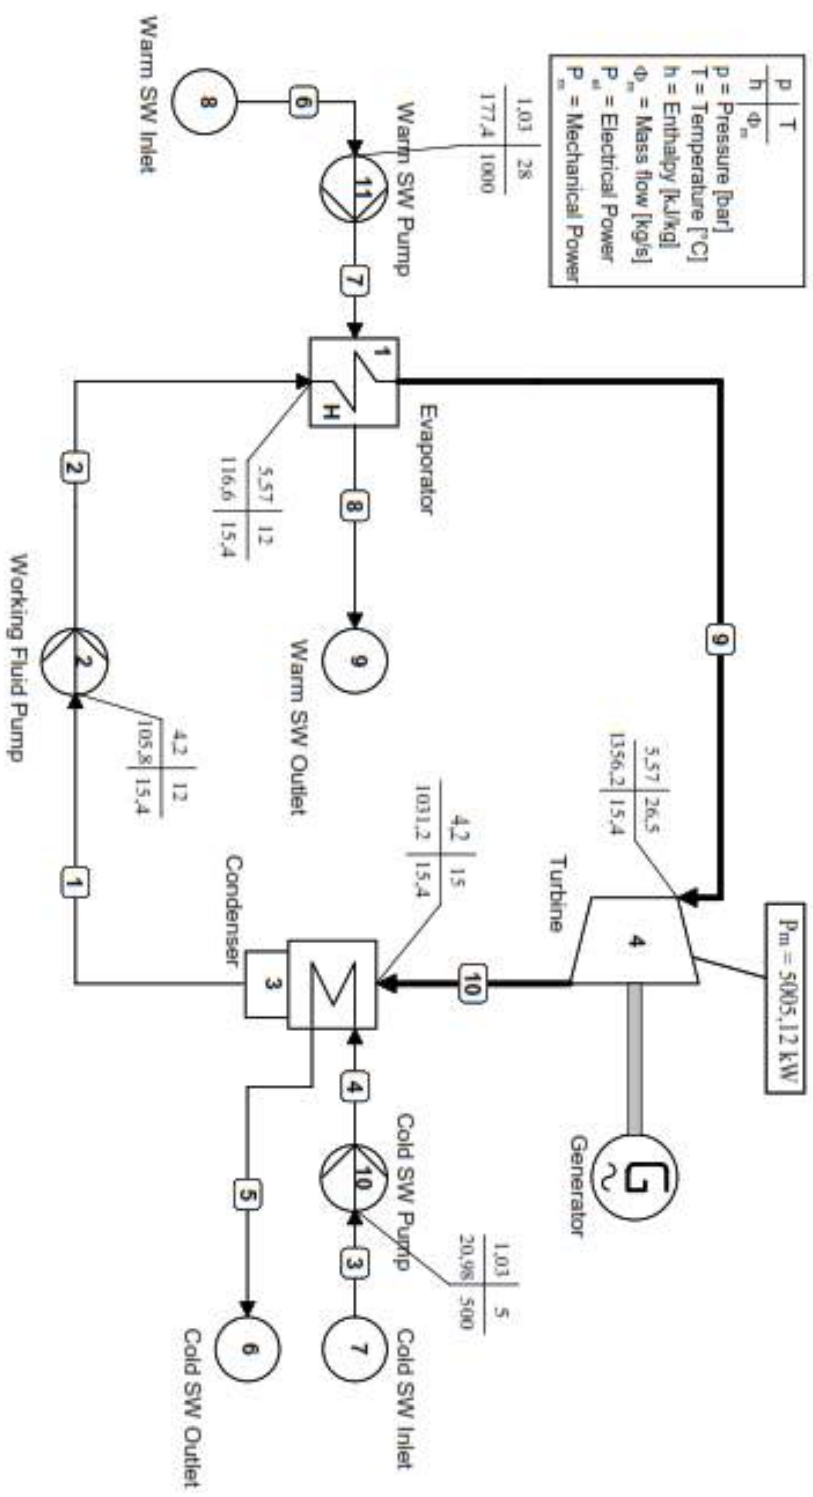 p | T
h | Φm
p = Pressure [bar]
T = Temperature [°C]
h = Enthalpy [kJ/kg]
Φm = Mass flow [kg/s]
Pel = Electrical Power
Pm = Mechanical Power
Pm = 5005,12 kW
9
5,57 | 26,5
1356,2 | 15,4
4
G
~
Turbine
Generator
1,03 | 28
177,4 | 1000
Warm SW Pump
Evaporator
10
4,2 | 15
1031,2 | 15,4
1,03 | 5
20,98 | 500
Cold SW Pump
Cold SW Inlet
8
6
11
7
1
H
8
9
4
10
3
7
Warm SW Inlet
Warm SW Outlet
5,57 | 12
116,6 | 15,4
Condenser
3
5
6
Cold SW Outlet
4,2 | 12
105,8 | 15,4
2
2
1
Working Fluid Pump